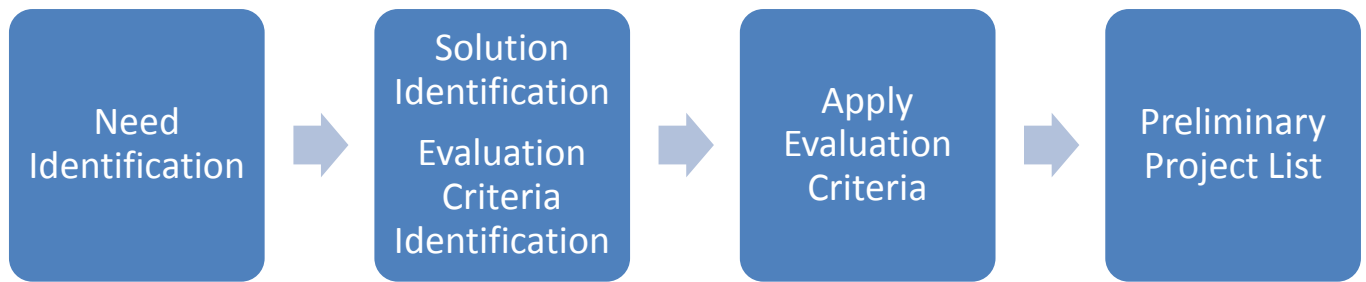 Need
Identification
Solution
Identification
Evaluation
Criteria
Identification
Apply
Evaluation
Criteria
Preliminary
Project List